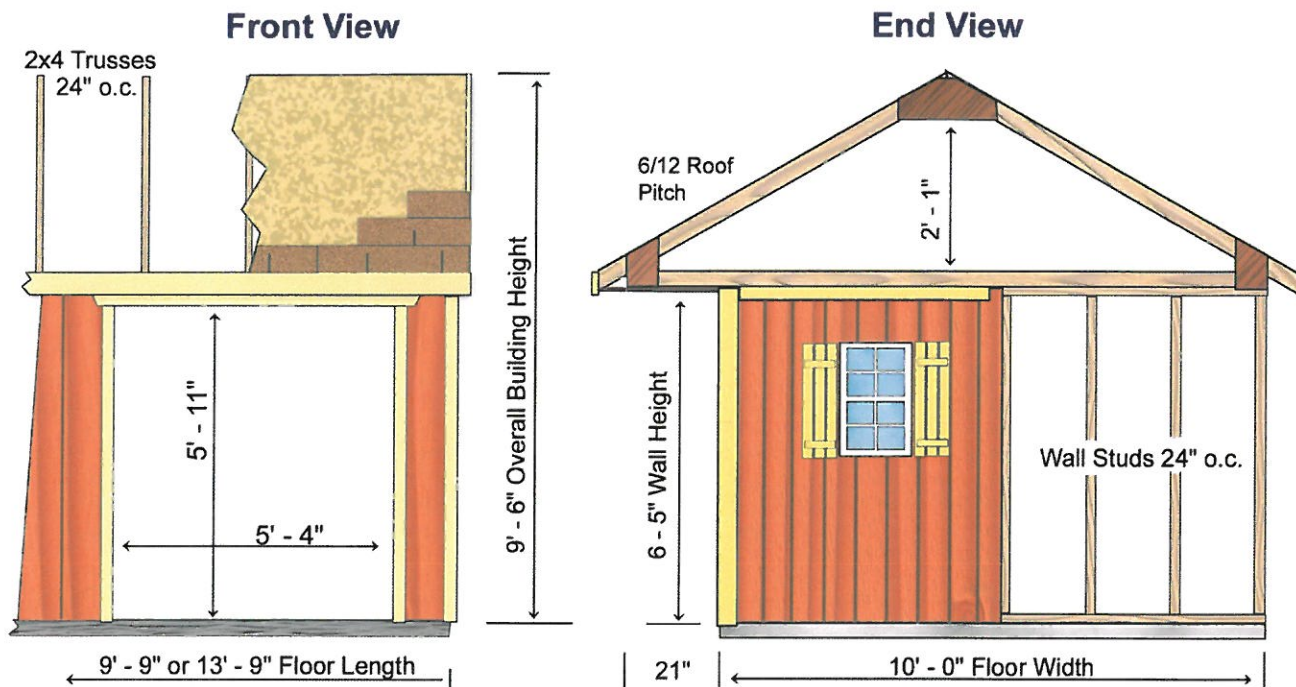 Front View
2x4 Trusses
24" o.c.
5' - 11"
5' - 4"
9' - 6" Overall Building Height
9' - 9" or 13' - 9" Floor Length
End View
6/12 Roof
Pitch
2' - 1"
6 - 5" Wall Height
Wall Studs 24" o.c.
21"
10' - 0" Floor Width